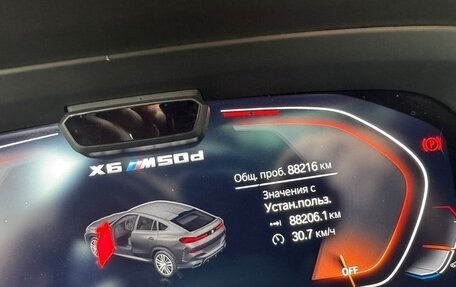 X6 M50d
Общ. проб. 88216 км
Значения с
Устан.польз.
88206.1 км
30.7 км/ч
OFF
P